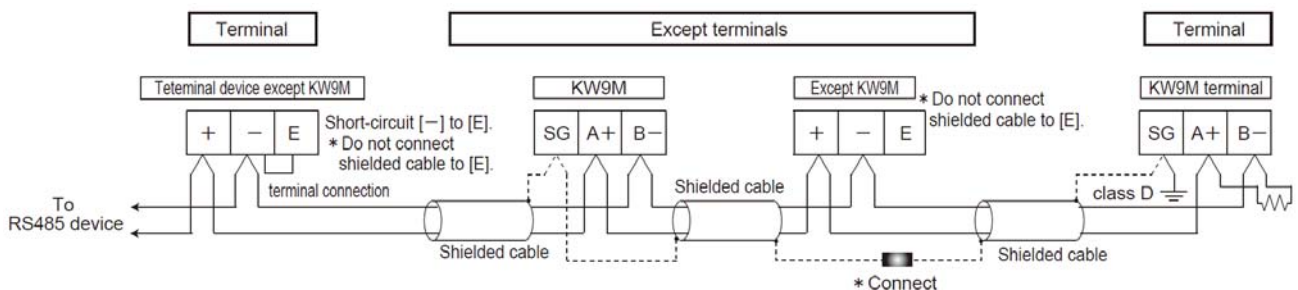 Terminal
Except terminals
Terminal
Teteminal device except KW9M
KW9M
Except KW9M
KW9M terminal
+ − E
Short-circuit [−] to [E].
* Do not connect
shielded cable to [E].
SG A+ B−
+ − E
* Do not connect
shielded cable to [E].
SG A+ B−
terminal connection
Shielded cable
class D
To
RS485 device
Shielded cable
Shielded cable
* Connect